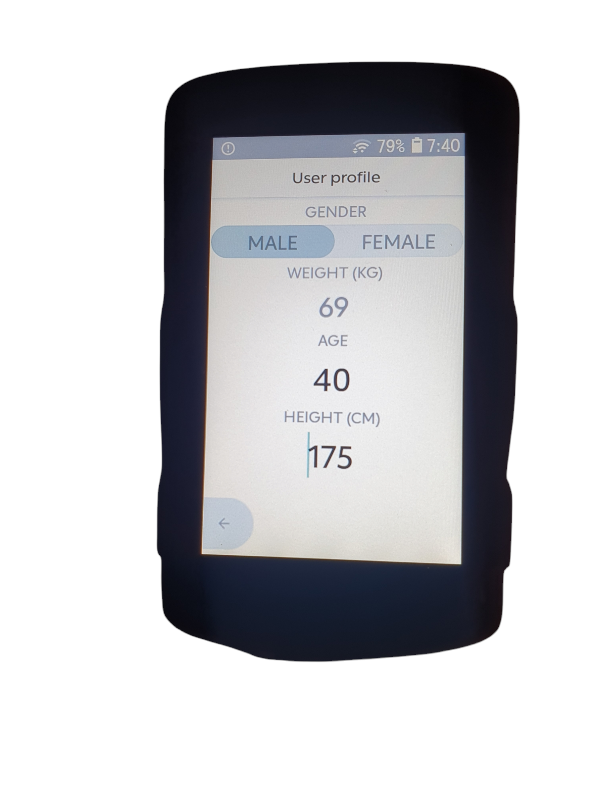 79% 7:40
User profile
GENDER
MALE FEMALE
WEIGHT (KG)
69
AGE
40
HEIGHT (CM)
175